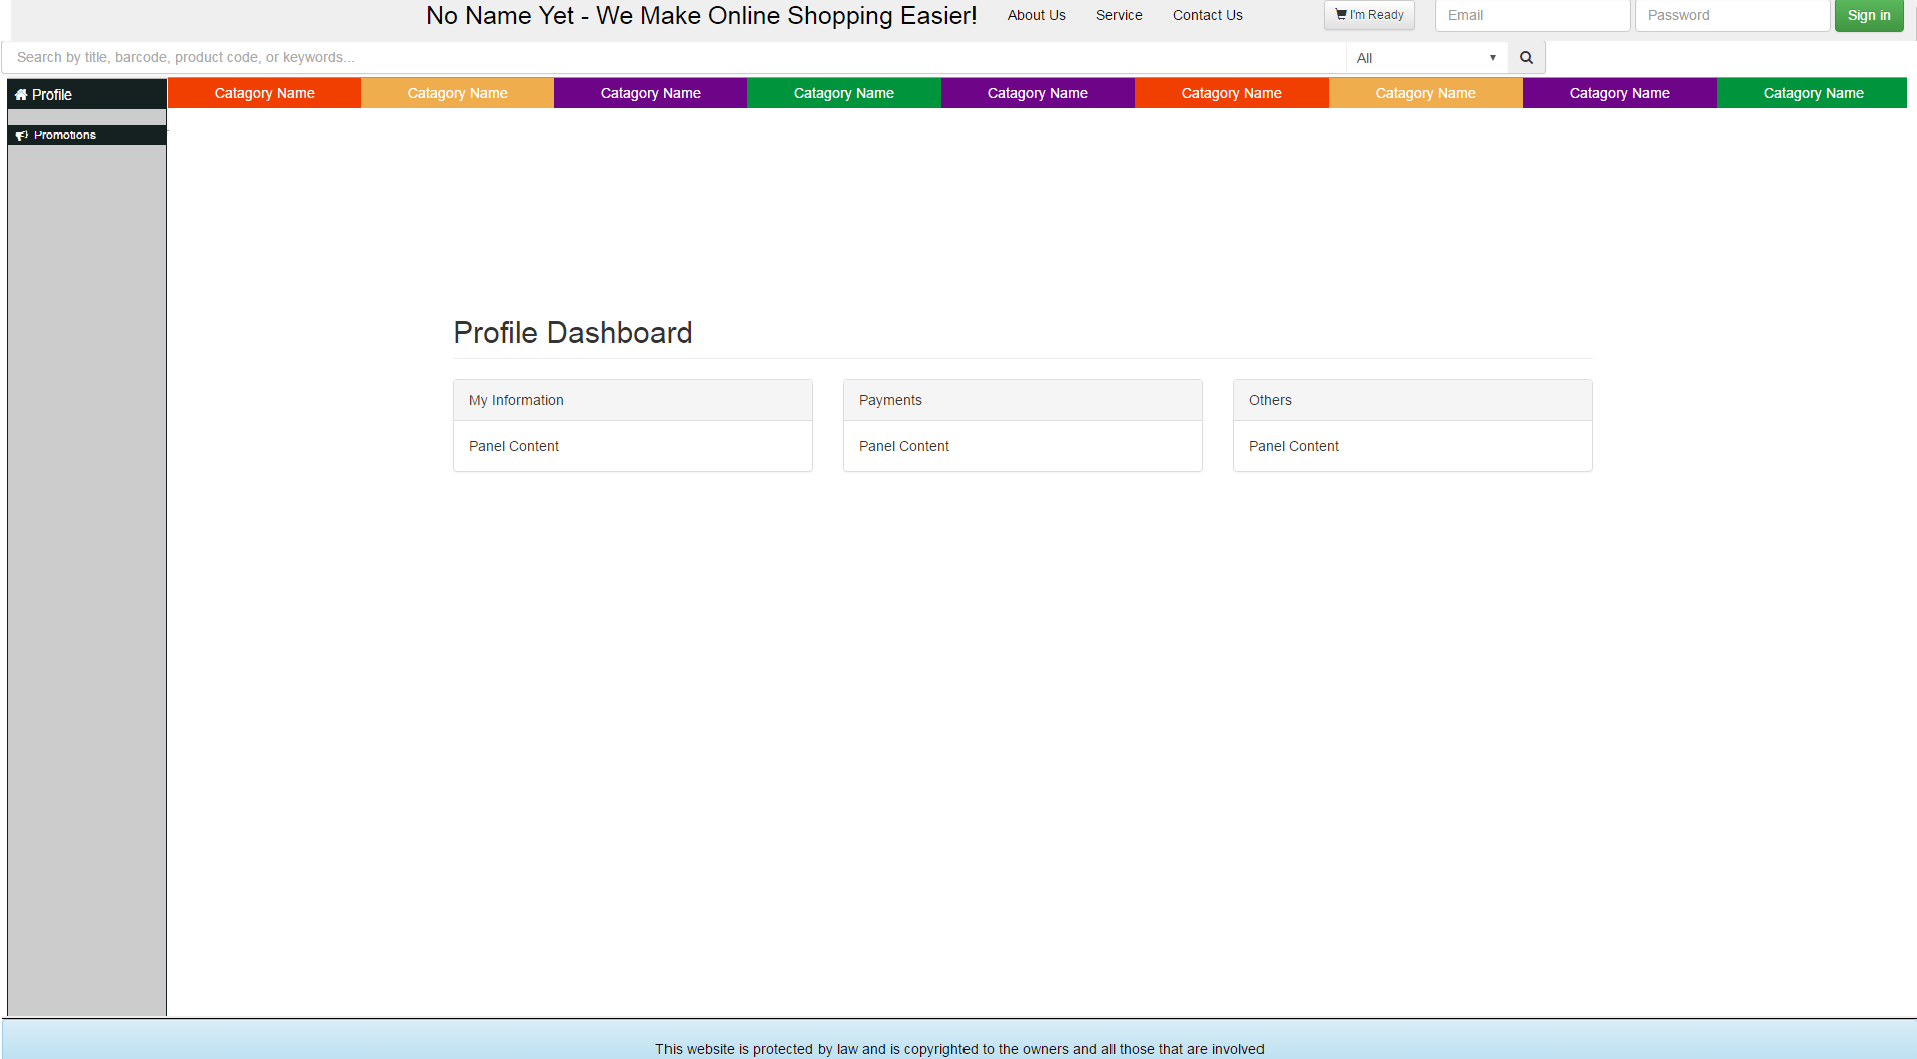 No Name Yet - We Make Online Shopping Easier! About Us Service Contact Us I'm Ready Email Password Sign in
Search by title, barcode, product code, or keywords... All
Profile Catagory Name Catagory Name Catagory Name Catagory Name Catagory Name Catagory Name Catagory Name Catagory Name Catagory Name
Promotions
Profile Dashboard
My Information Payments Others
Panel Content Panel Content Panel Content
This website is protected by law and is copyrighted to the owners and all those that are involved